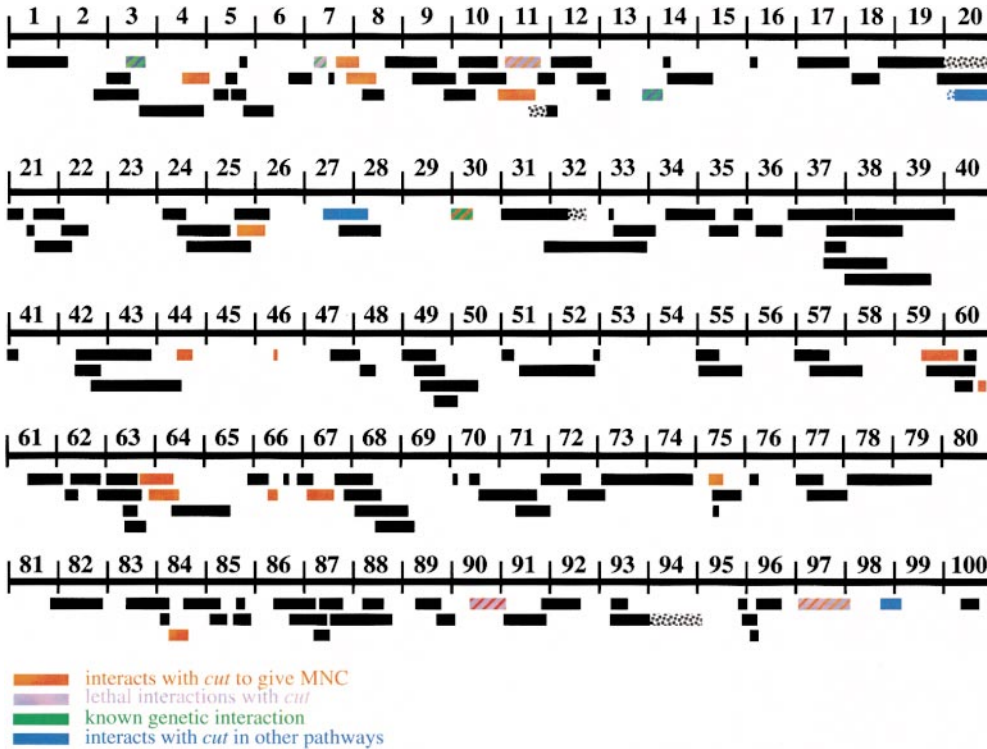 1 2 3 4 5 6 7 8 9 10 11 12 13 14 15 16 17 18 19 20
21 22 23 24 25 26 27 28 29 30 31 32 33 34 35 36 37 38 39 40
41 42 43 44 45 46 47 48 49 50 51 52 53 54 55 56 57 58 59 60
61 62 63 64 65 66 67 68 69 70 71 72 73 74 75 76 77 78 79 80
81 82 83 84 85 86 87 88 89 90 91 92 93 94 95 96 97 98 99 100
interacts with cut to give MNC
lethal interactions with cut
known genetic interaction
interacts with cut in other pathways